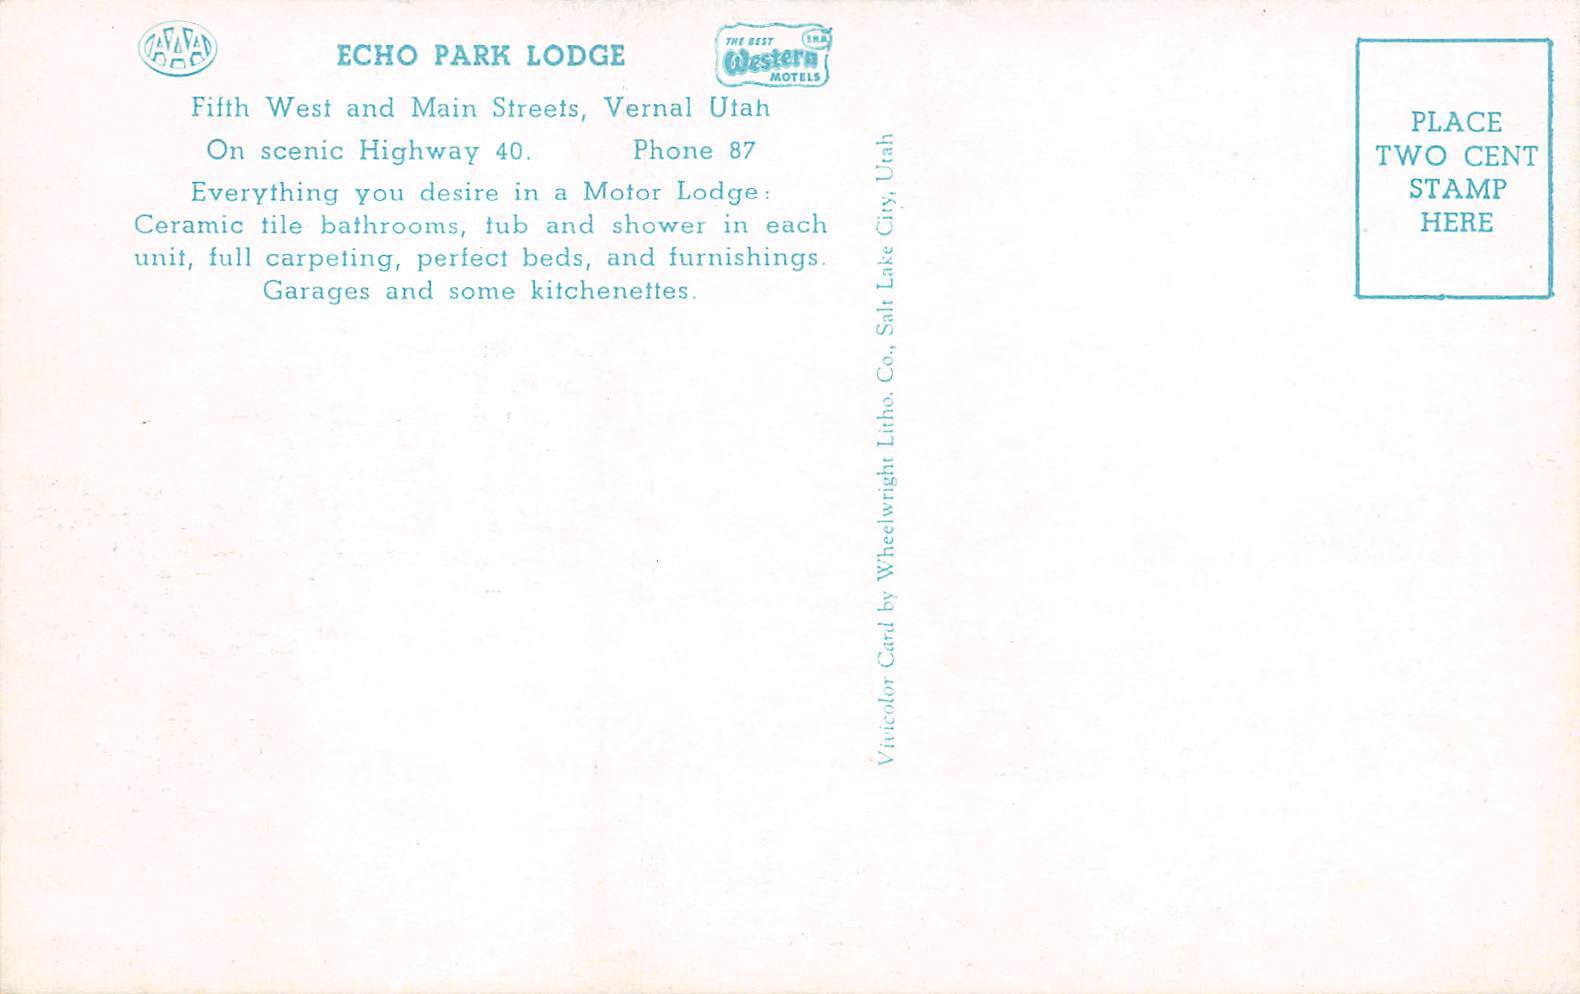 ECHO PARK LODGE
THE BEST
Western
MOTELS
Fifth West and Main Streets, Vernal Utah
On scenic Highway 40. Phone 87
Everything you desire in a Motor Lodge:
Ceramic tile bathrooms, tub and shower in each
unit, full carpeting, perfect beds, and furnishings.
Garages and some kitchenettes.
Vivicolor Card by Wheelwright Litho. Co., Salt Lake City, Utah
PLACE
TWO CENT
STAMP
HERE